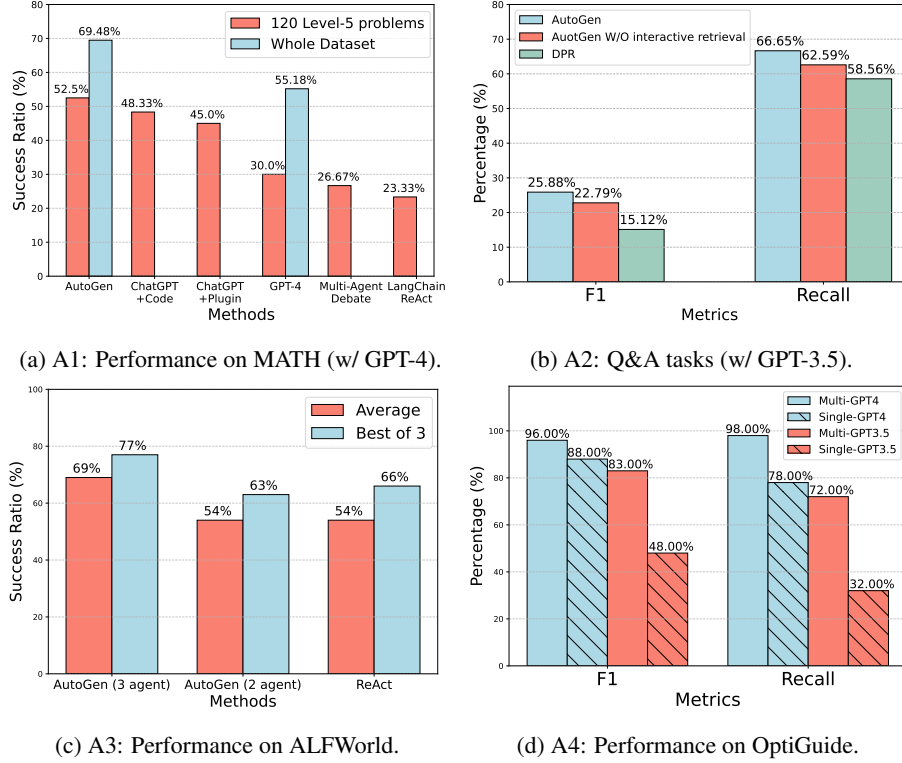 80
70
60
50
40
30
20
10
0
Success Ratio (%)
120 Level-5 problems
Whole Dataset
52.5%
69.48%
48.33%
45.0%
30.0%
55.18%
26.67%
23.33%
AutoGen
ChatGPT
+Code
ChatGPT
+Plugin
GPT-4
Multi-Agent
Debate
LangChain
ReAct
Methods
(a) A1: Performance on MATH (w/ GPT-4).
80
70
60
50
40
30
20
10
0
Percentage (%)
AutoGen
AuotGen W/O interactive retrieval
DPR
25.88%
22.79%
15.12%
66.65%
62.59%
58.56%
F1
Recall
Metrics
(b) A2: Q&A tasks (w/ GPT-3.5).
100
80
60
40
20
0
Success Ratio (%)
Average
Best of 3
69%
77%
54%
63%
54%
66%
AutoGen (3 agent)
AutoGen (2 agent)
ReAct
Methods
(c) A3: Performance on ALFWorld.
100
80
60
40
20
0
Percentage (%)
Multi-GPT4
Single-GPT4
Multi-GPT3.5
Single-GPT3.5
96.00%
88.00%
83.00%
48.00%
98.00%
78.00%
72.00%
32.00%
F1
Recall
Metrics
(d) A4: Performance on OptiGuide.